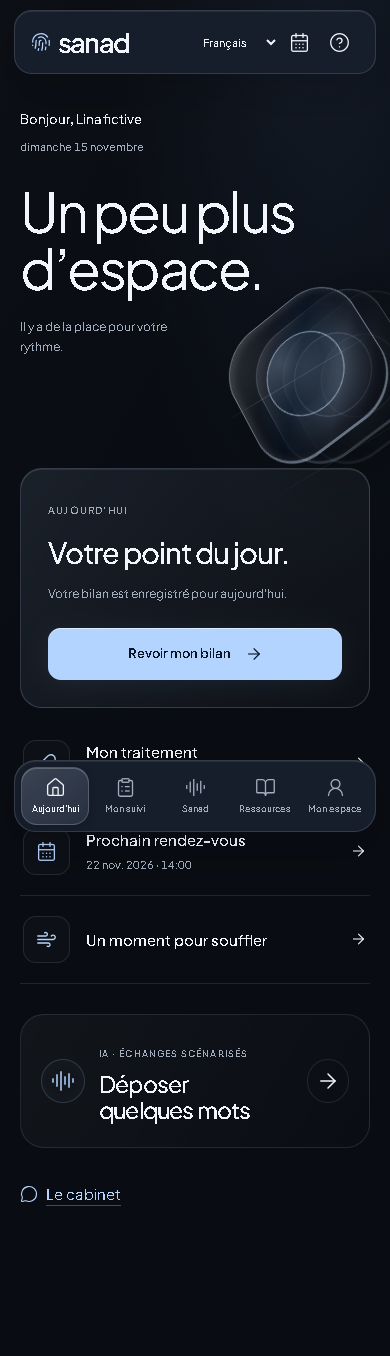 sanad
Français
Bonjour, Lina fictive
dimanche 15 novembre
Un peu plus
d’espace.
Il y a de la place pour votre
rythme.
AUJOURD’HUI
Votre point du jour.
Votre bilan est enregistré pour aujourd’hui.
Revoir mon bilan
Mon traitement
Aujourd’hui
Mon suivi
Sanad
Ressources
Mon espace
Prochain rendez-vous
22 nov. 2026 · 14:00
Un moment pour souffler
IA · ÉCHANGES SCÉNARISÉS
Déposer
quelques mots
Le cabinet